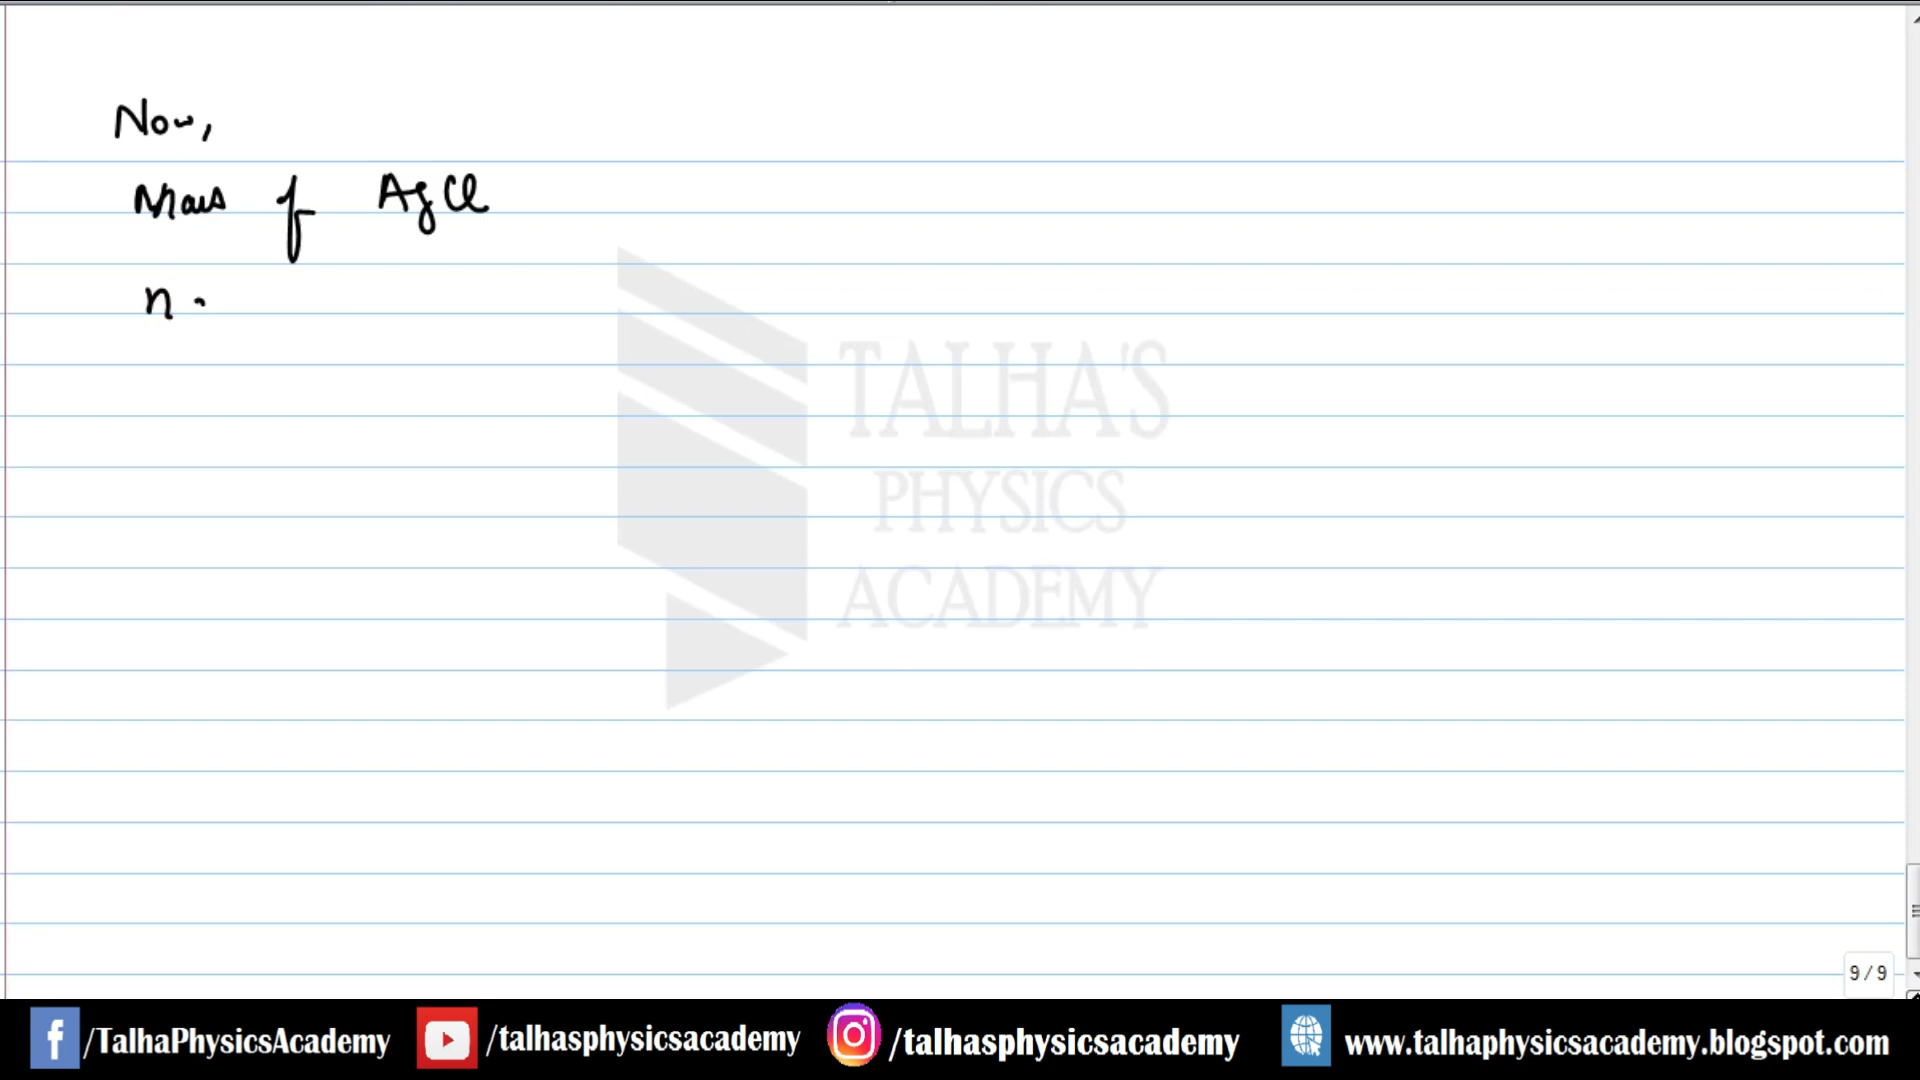 Now,
Mass of AgCl
n -
TALHA'S
PHYSICS
ACADEMY
9 / 9
/TalhaPhysicsAcademy /talhasphysicsacademy /talhasphysicsacademy www.talhaphysicsacademy.blogspot.com